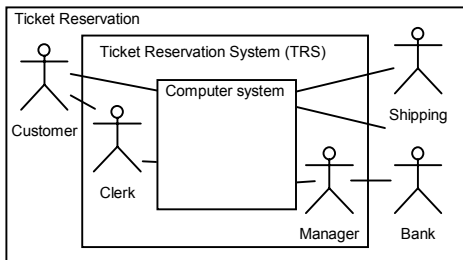 Ticket Reservation
Ticket Reservation System (TRS)
Computer system
Customer
Clerk
Shipping
Manager
Bank